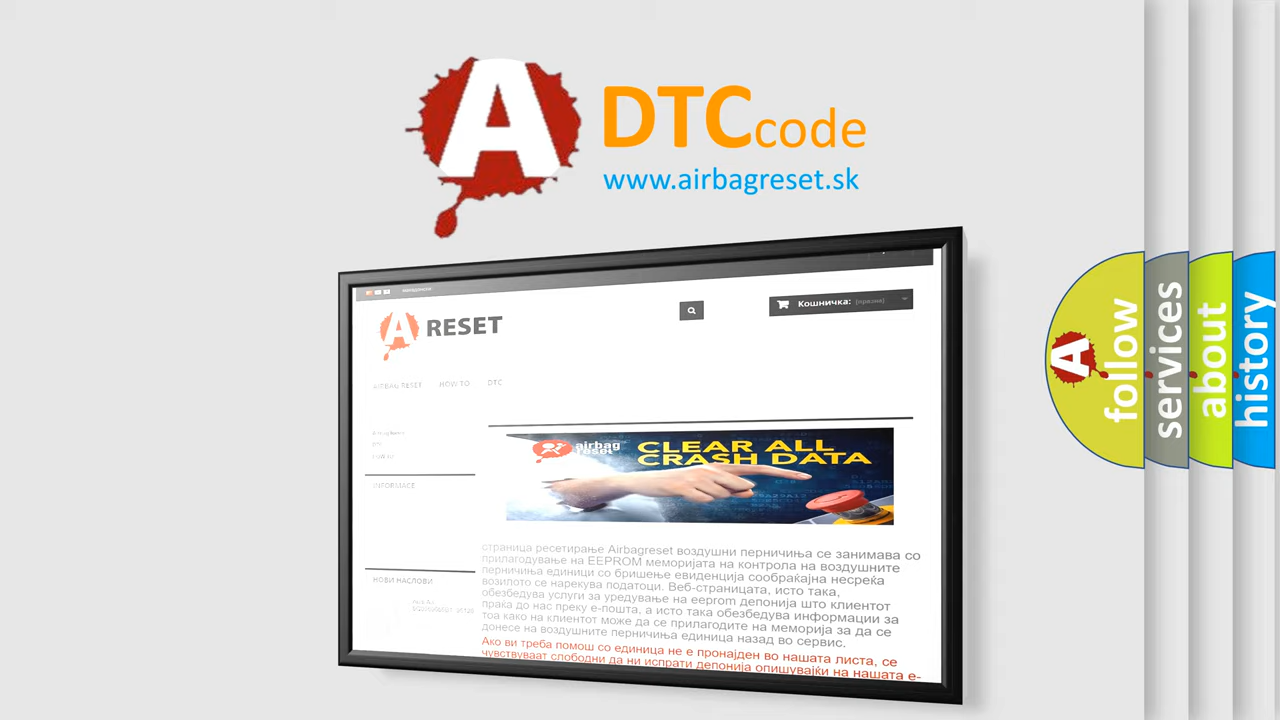 A
DTCcode
www.airbagreset.sk
Кошничка: (празна)
A RESET
AIRBAG RESET HOW TO DTC
airbag
reset
CLEAR ALL
CRASH DATA
INFORMACE
страница ресетирање Airbagreset воздушни перничиња се занимава со
прилагодување на EEPROM меморијата на контрола на воздушните
перничиња единици со бришење евиденција сообраќајна несреќа
возилото се нарекува податоци. Веб-страницата, исто така,
обезбедува услуги за уредување на eeprom депонија што клиентот
праќа до нас преку е-пошта, а исто така обезбедува информации за
тоа како на клиентот може да се прилагодите на меморија за да се
донесе на воздушните перничиња единица назад во сервис.
НОВИ НАСЛОВИ
Ако ви треба помош со единица не е пронајден во нашата листа, се
чувствуваат слободни да ни испрати депонија опишувајќи на нашата е-
A
follow
services
about
history